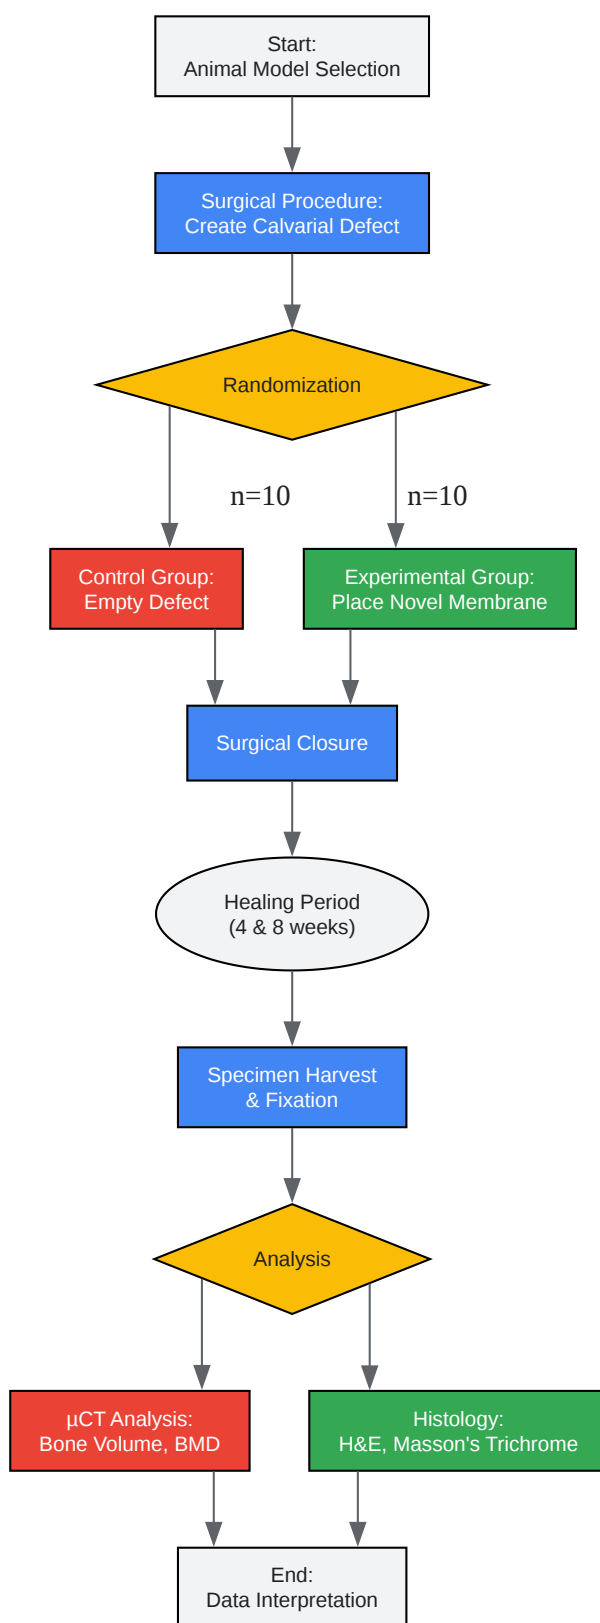 Start:
Animal Model Selection
Surgical Procedure:
Create Calvarial Defect
Randomization
n=10
n=10
Control Group:
Empty Defect
Experimental Group:
Place Novel Membrane
Surgical Closure
Healing Period
(4 & 8 weeks)
Specimen Harvest
& Fixation
Analysis
µCT Analysis:
Bone Volume, BMD
Histology:
H&E, Masson's Trichrome
End:
Data Interpretation